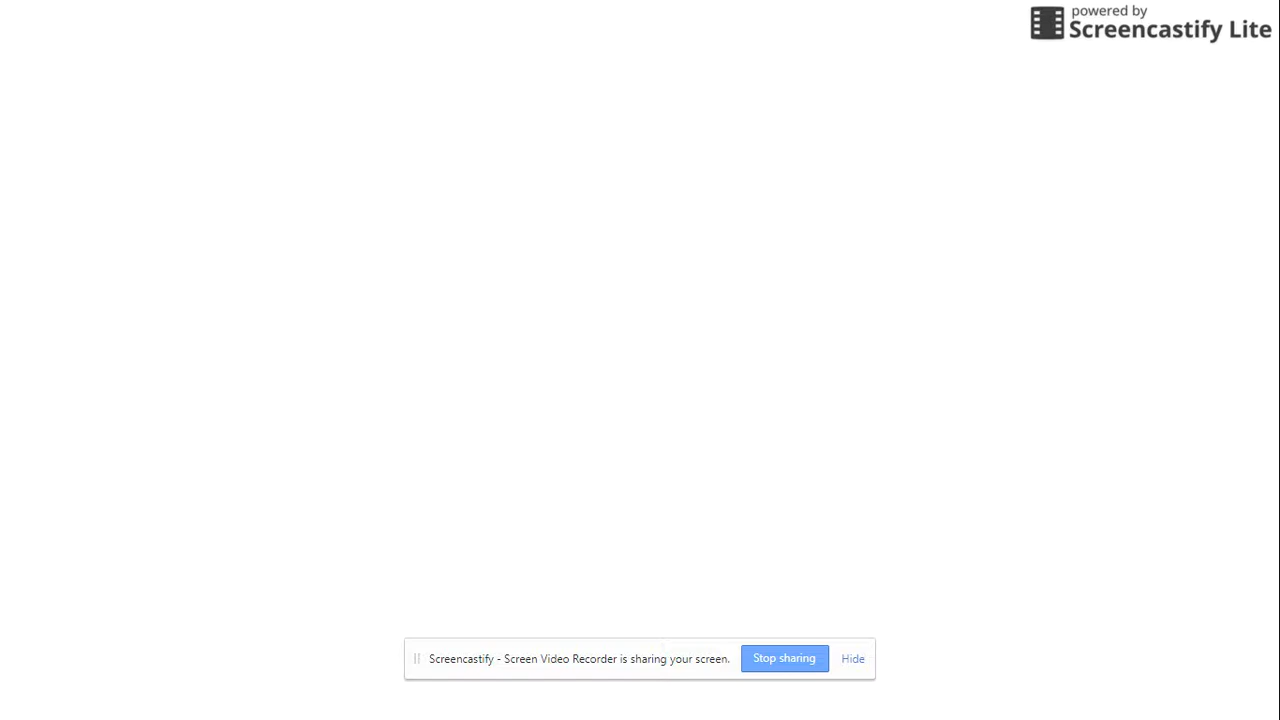 powered by
Screencastify Lite
Screencastify - Screen Video Recorder is sharing your screen. Stop sharing Hide